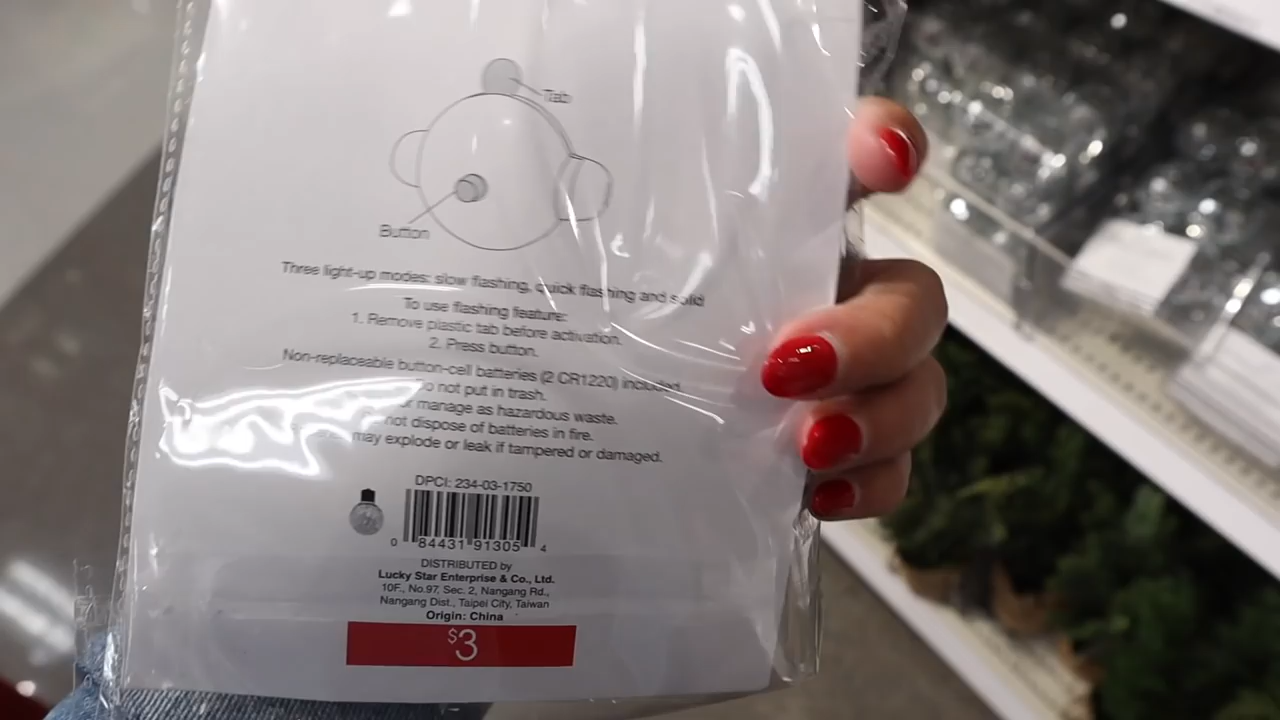 Tab
Button
Three light-up modes: slow flashing, quick flashing and solid
To use flashing feature:
1. Remove plastic tab before activation.
2. Press button.
Non-replaceable button-cell batteries (2 CR1220) included.
not put in trash.
manage as hazardous waste.
not dispose of batteries in fire.
may explode or leak if tampered or damaged.
DPCI: 234-03-1750
0 84431 91305 4
DISTRIBUTED by
Lucky Star Enterprise & Co., Ltd.
10F., No.97, Sec. 2, Nangang Rd.,
Nangang Dist., Taipei City, Taiwan
Origin: China
$3